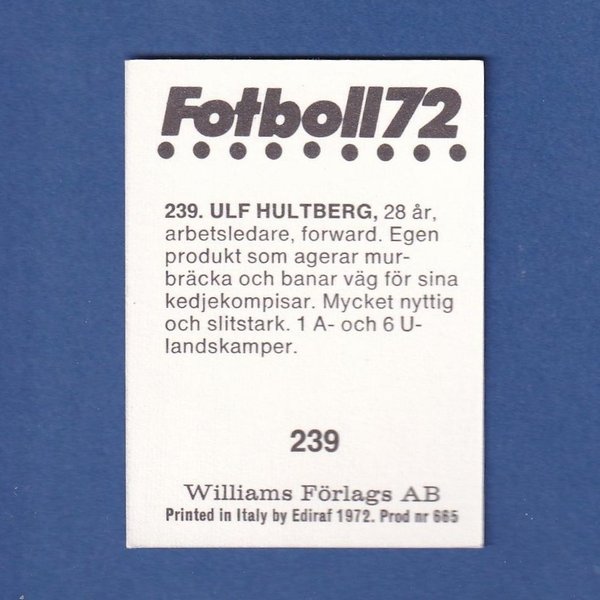 Fotboll72
239. ULF HULTBERG, 28 år,
arbetsledare, forward. Egen
produkt som agerar mur-
bräcka och banar väg för sina
kedjekompisar. Mycket nyttig
och slitstark. 1 A- och 6 U-
landskamper.
239
Williams Förlags AB
Printed in Italy by Ediraf 1972. Prod nr 665